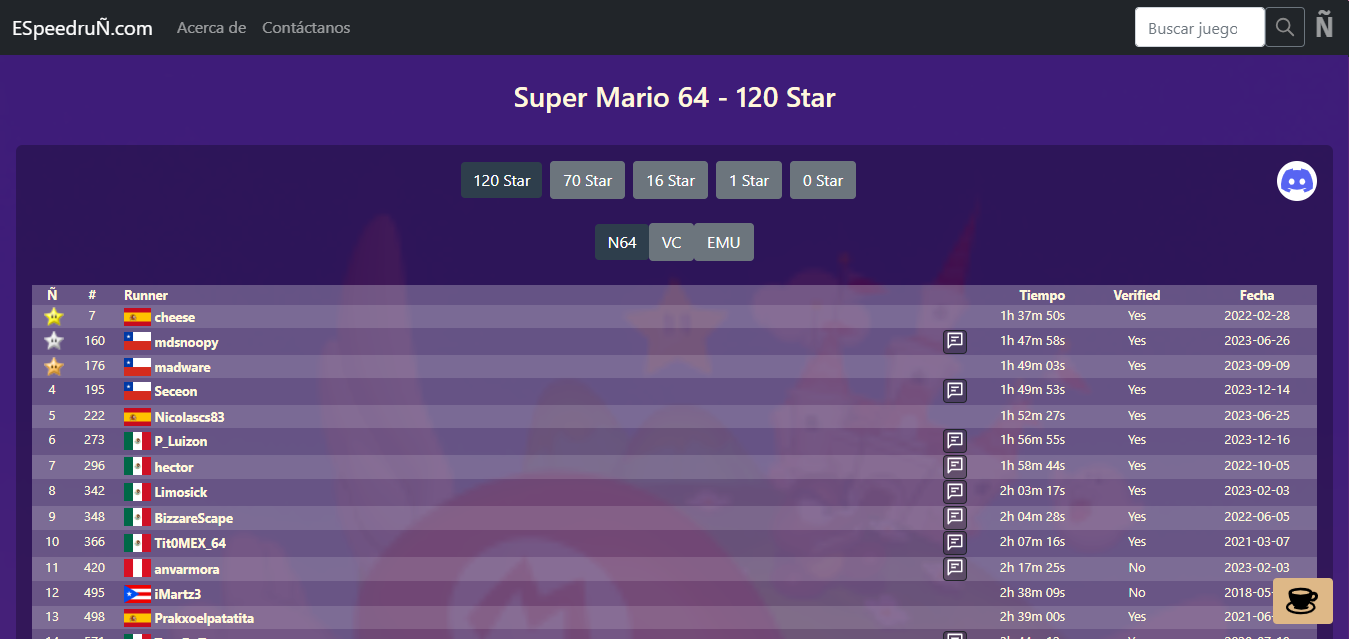 ESpeedruÑ.com Acerca de Contáctanos Buscar juego Ñ
Super Mario 64 - 120 Star
120 Star 70 Star 16 Star 1 Star 0 Star
N64 VC EMU
Ñ # Runner Tiempo Verified Fecha
7 cheese 1h 37m 50s Yes 2022-02-28
160 mdsnoopy 1h 47m 58s Yes 2023-06-26
176 madware 1h 49m 03s Yes 2023-09-09
4 195 Seceon 1h 49m 53s Yes 2023-12-14
5 222 Nicolascs83 1h 52m 27s Yes 2023-06-25
6 273 P_Luizon 1h 56m 55s Yes 2023-12-16
7 296 hector 1h 58m 44s Yes 2022-10-05
8 342 Limosick 2h 03m 17s Yes 2023-02-03
9 348 BizzareScape 2h 04m 28s Yes 2022-06-05
10 366 Tit0MEX_64 2h 07m 16s Yes 2021-03-07
11 420 anvarmora 2h 17m 25s No 2023-02-03
12 495 iMartz3 2h 38m 09s No 2018-05-
13 498 Prakxoelpatatita 2h 39m 00s Yes 2021-06-